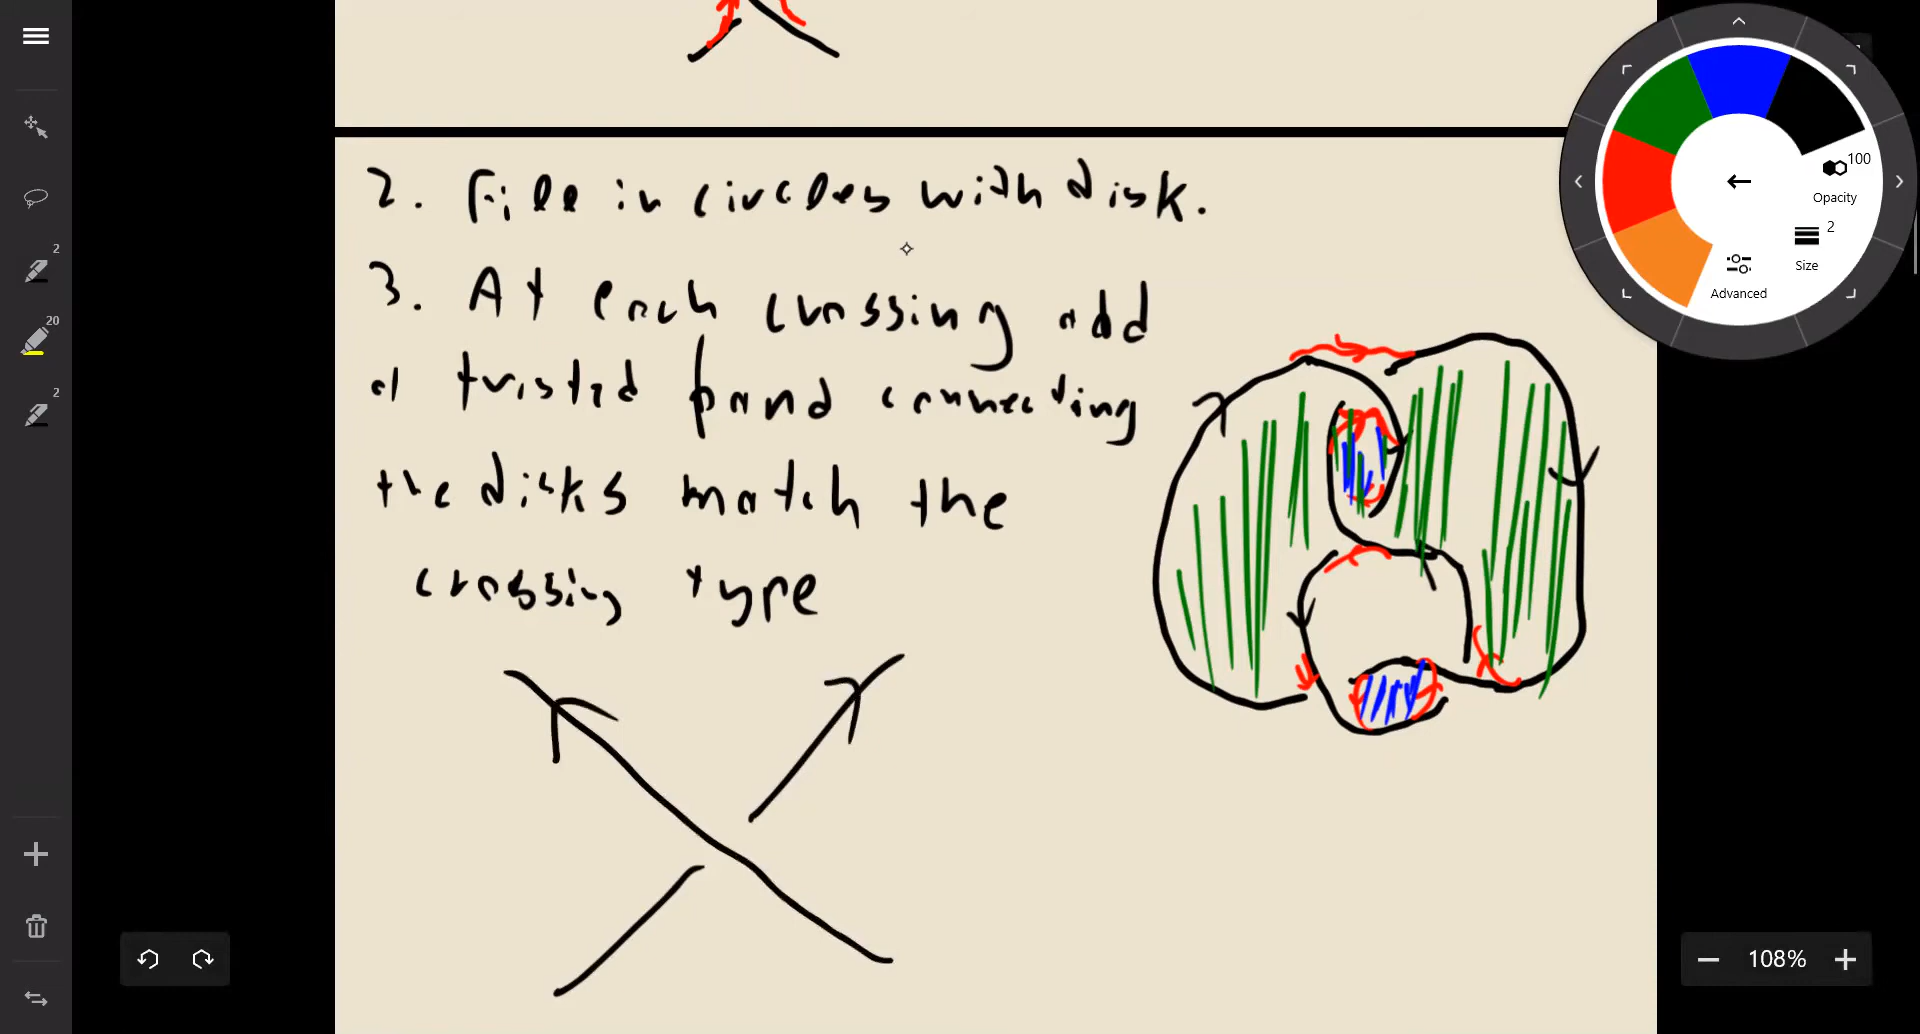 2
20
2
2. Fill in circles with disk.
3. At each crossing add
a twisted band connecting
the disks match the
crossing type
100
Opacity
2
Size
Advanced
108%